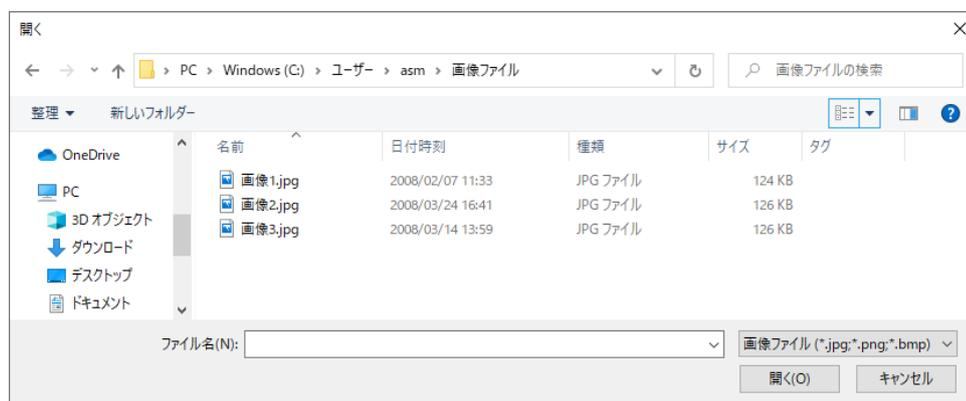 開く
PC › Windows (C:) › ユーザー › asm › 画像ファイル
画像ファイルの検索
整理 新しいフォルダー
名前 日付時刻 種類 サイズ タグ
OneDrive
PC
3D オブジェクト
ダウンロード
デスクトップ
ドキュメント
画像1.jpg 2008/02/07 11:33 JPG ファイル 124 KB
画像2.jpg 2008/03/24 16:41 JPG ファイル 126 KB
画像3.jpg 2008/03/14 13:59 JPG ファイル 126 KB
ファイル名(N):
画像ファイル (*.jpg;*.png;*.bmp)
開く(O) キャンセル